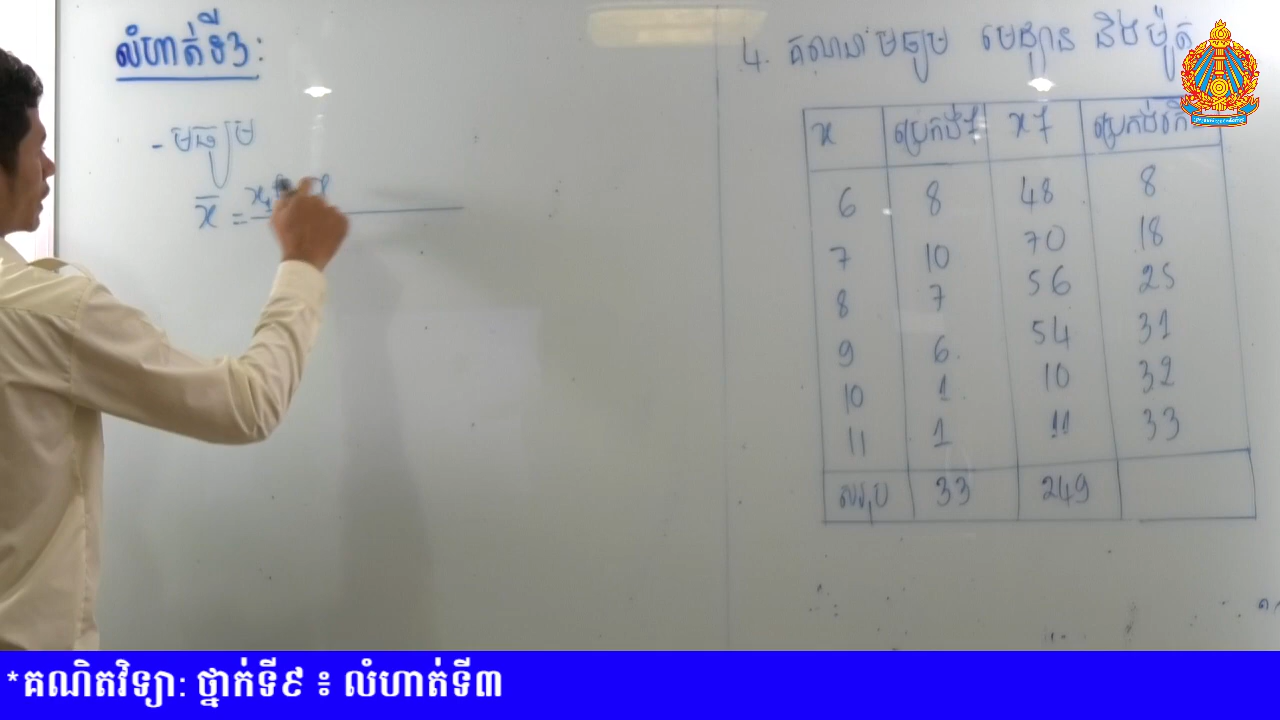 លំហាត់ទី3:
- មធ្យម
x̄ =
4. គណនាមធ្យម មេដ្យាន និងម៉ូត
x ប្រេកង់f xf ប្រេកង់កើន
6 8 48 8
7 10 70 18
8 7 56 25
9 6 54 31
10 1 10 32
11 1 11 33
សរុប 33 249
*គណិតវិទ្យា: ថ្នាក់ទី៩ ៖ លំហាត់ទី៣